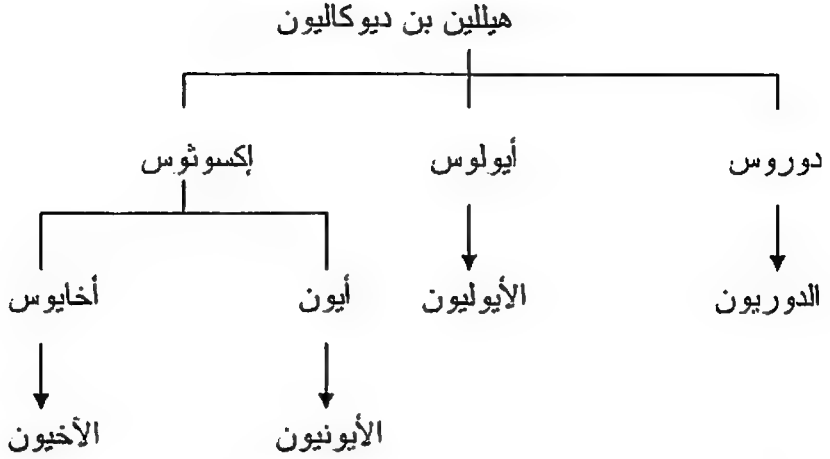 هيللين بن ديوكاليون
دوروس أيولوس إكسوثوس
الدوريون الأيوليون أيون أخايوس
الأيونيون الآخيون